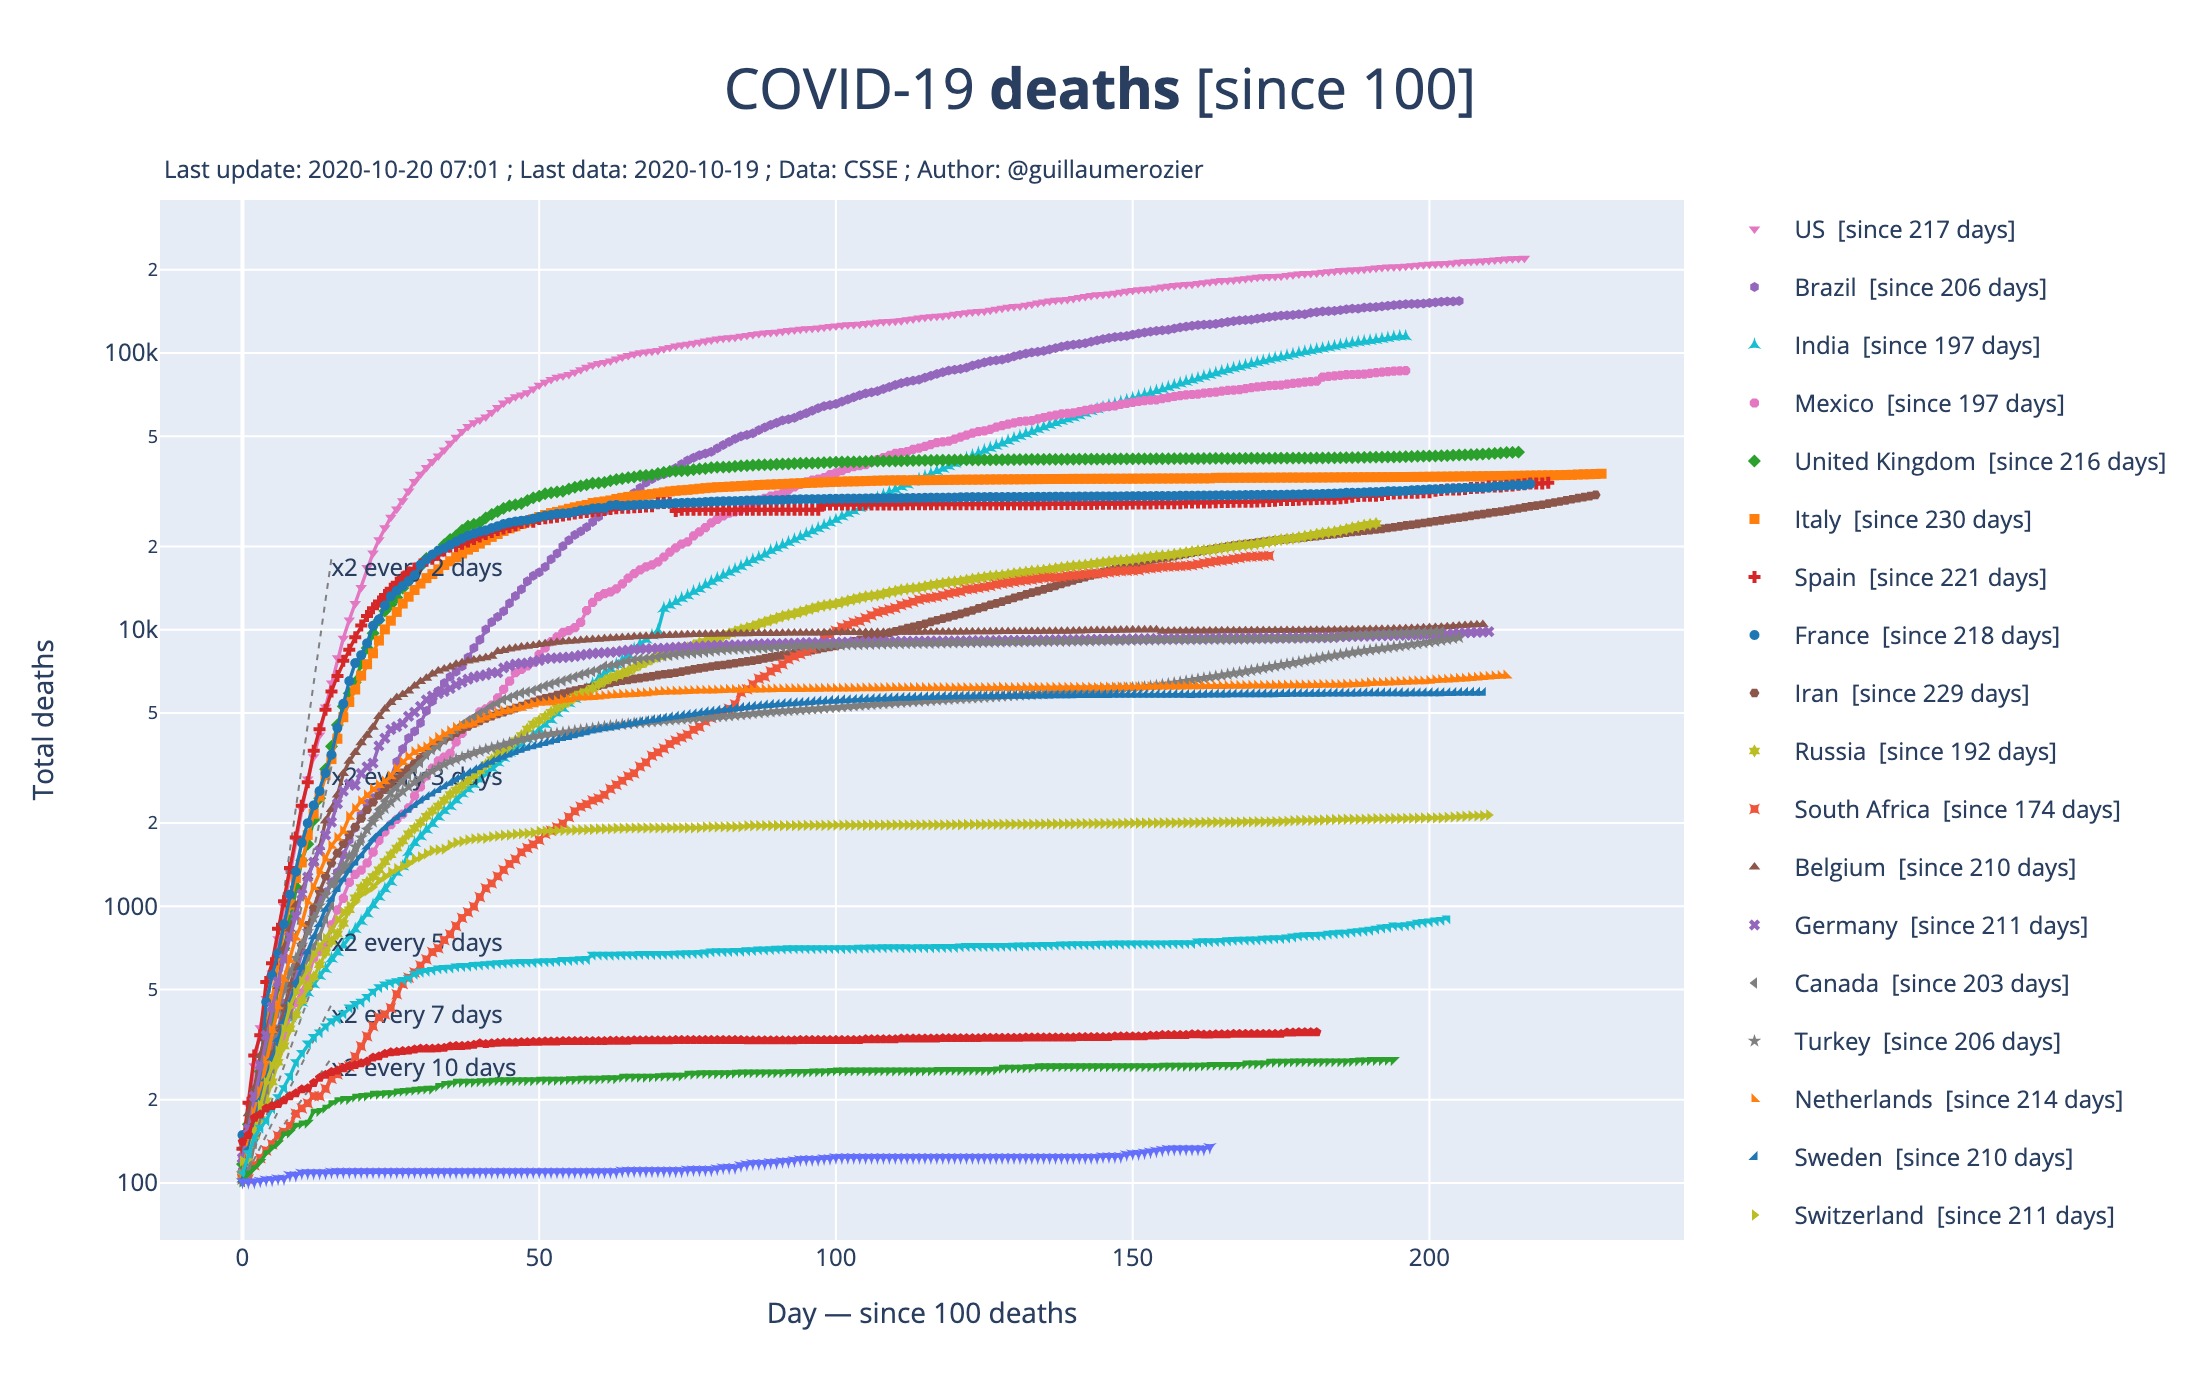 COVID-19 deaths [since 100]
Last update: 2020-10-20 07:01 ; Last data: 2020-10-19 ; Data: CSSE ; Author: @guillaumerozier
Total deaths
2
100k
5
2
10k
5
2
1000
5
2
100
x2 every 2 days
x2 every 3 days
x2 every 5 days
x2 every 7 days
x2 every 10 days
0 50 100 150 200
Day — since 100 deaths
US [since 217 days]
Brazil [since 206 days]
India [since 197 days]
Mexico [since 197 days]
United Kingdom [since 216 days]
Italy [since 230 days]
Spain [since 221 days]
France [since 218 days]
Iran [since 229 days]
Russia [since 192 days]
South Africa [since 174 days]
Belgium [since 210 days]
Germany [since 211 days]
Canada [since 203 days]
Turkey [since 206 days]
Netherlands [since 214 days]
Sweden [since 210 days]
Switzerland [since 211 days]